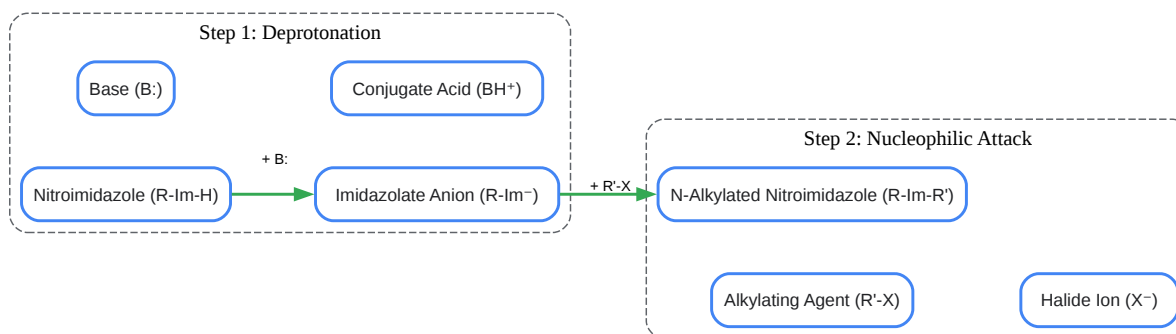 Step 1: Deprotonation
Base (B:)
Conjugate Acid (BH⁺)
Nitroimidazole (R-Im-H)
+ B:
Imidazolate Anion (R-Im⁻)
+ R'-X
Step 2: Nucleophilic Attack
N-Alkylated Nitroimidazole (R-Im-R')
Alkylating Agent (R'-X)
Halide Ion (X⁻)